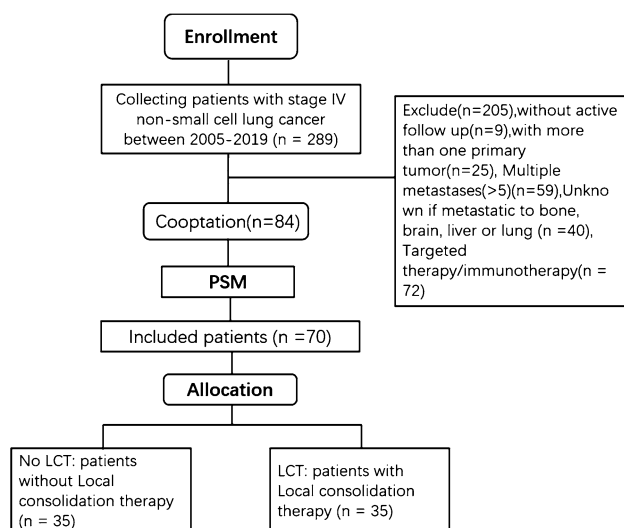 Enrollment
Collecting patients with stage IV
non-small cell lung cancer
between 2005-2019 (n = 289)
Exclude(n=205),without active
follow up(n=9),with more
than one primary
tumor(n=25), Multiple
metastases(>5)(n=59),Unkno
wn if metastatic to bone,
brain, liver or lung (n =40),
Targeted
therapy/immunotherapy(n =
72)
Cooptation(n=84)
PSM
Included patients (n =70)
Allocation
No LCT: patients
without Local
consolidation therapy
(n = 35)
LCT: patients with
Local consolidation
therapy (n = 35)